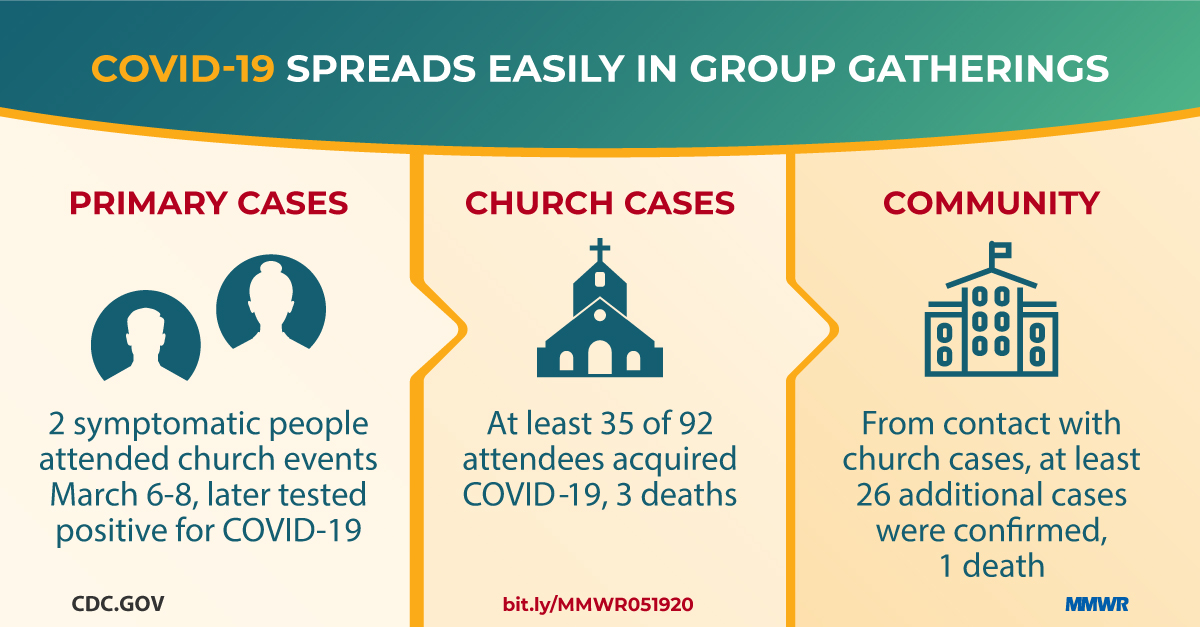 COVID-19 SPREADS EASILY IN GROUP GATHERINGS
PRIMARY CASES
2 symptomatic people
attended church events
March 6-8, later tested
positive for COVID-19
CHURCH CASES
At least 35 of 92
attendees acquired
COVID-19, 3 deaths
COMMUNITY
From contact with
church cases, at least
26 additional cases
were confirmed,
1 death
CDC.GOV
bit.ly/MMWR051920
MMWR